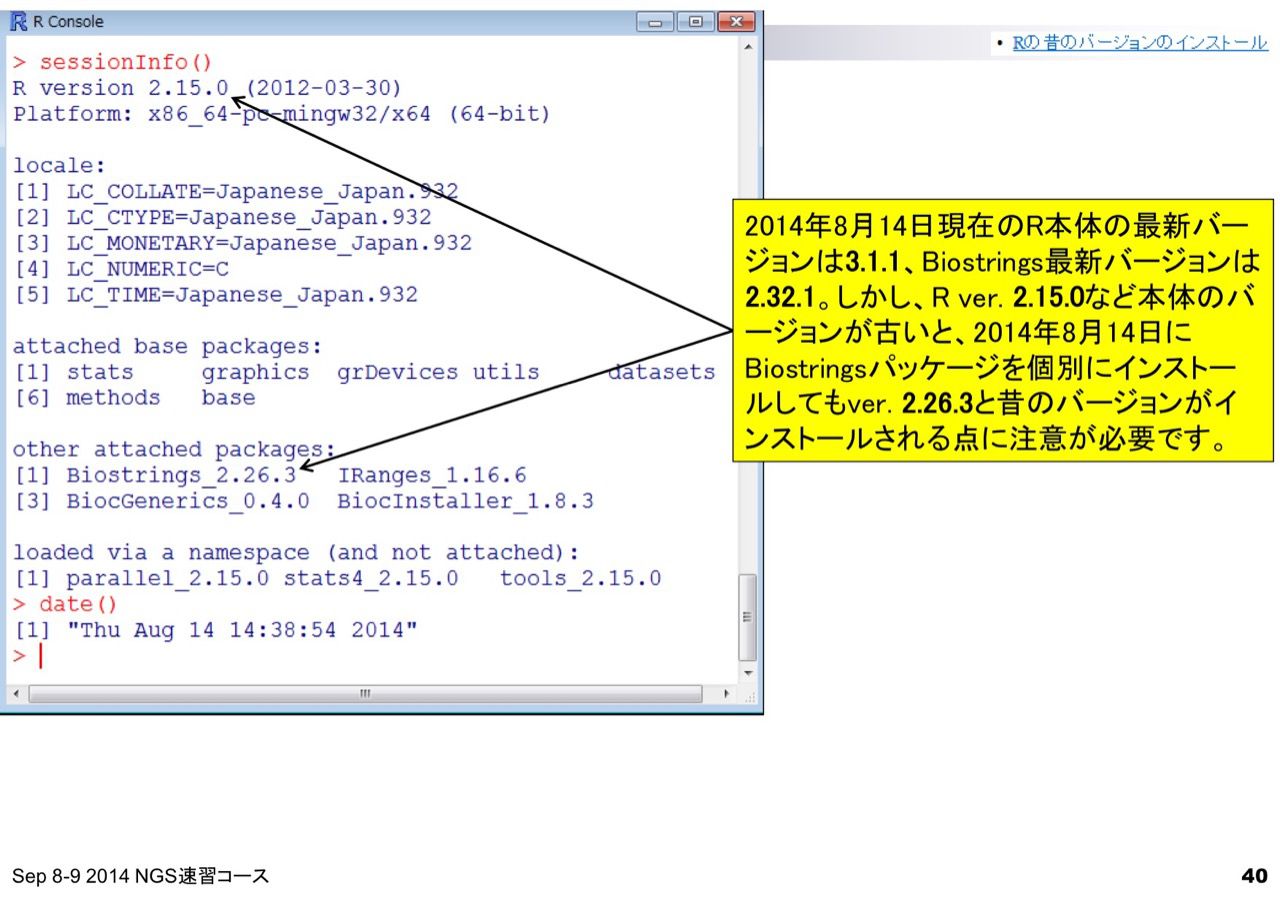 R Console
> sessionInfo()
R version 2.15.0 (2012-03-30)
Platform: x86_64-pc-mingw32/x64 (64-bit)
locale:
[1] LC_COLLATE=Japanese_Japan.932
[2] LC_CTYPE=Japanese_Japan.932
[3] LC_MONETARY=Japanese_Japan.932
[4] LC_NUMERIC=C
[5] LC_TIME=Japanese_Japan.932
attached base packages:
[1] stats graphics grDevices utils datasets
[6] methods base
other attached packages:
[1] Biostrings_2.26.3 IRanges_1.16.6
[3] BiocGenerics_0.4.0 BiocInstaller_1.8.3
loaded via a namespace (and not attached):
[1] parallel_2.15.0 stats4_2.15.0 tools_2.15.0
> date()
[1] "Thu Aug 14 14:38:54 2014"
>
• Rの昔のバージョンのインストール
2014年8月14日現在のR本体の最新バー
ジョンは3.1.1、Biostrings最新バージョンは
2.32.1。しかし、R ver. 2.15.0など本体のバ
ージョンが古いと、2014年8月14日に
Biostringsパッケージを個別にインストー
ルしてもver. 2.26.3と昔のバージョンがイ
ンストールされる点に注意が必要です。
Sep 8-9 2014 NGS速習コース
40